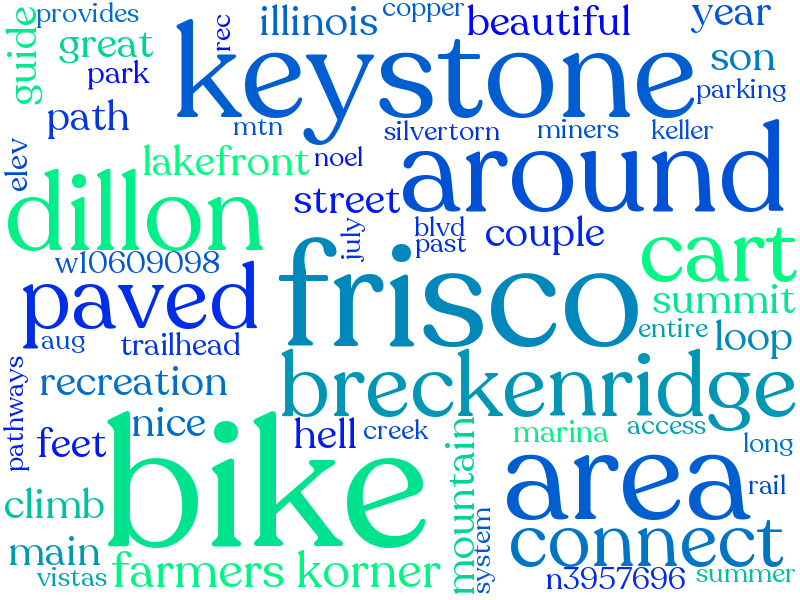 provides
illinois
copper
beautiful
year
guide
great
rec
keystone
son
park
parking
path
mtn
silvertorn
miners
keller
elev
lakefront
noel
around
dillon
street
july
blvd
past
couple
cart
w10609098
paved
frisco
summit
aug
trailhead
entire
loop
pathways
recreation
breckenridge
nice
feet
bike
hell
creek
mountain
marina
access
long
climb
area
rail
main
system
connect
vistas
farmers korner
n3957696
summer